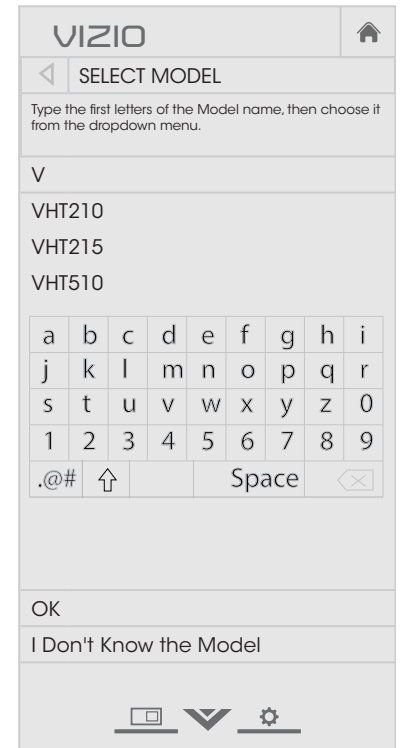 VIZIO
SELECT MODEL
Type the first letters of the Model name, then choose it
from the dropdown menu.
V
VHT210
VHT215
VHT510
a b c d e f g h i
j k l m n o p q r
s t u v w x y z 0
1 2 3 4 5 6 7 8 9
.@# Space
OK
I Don't Know the Model